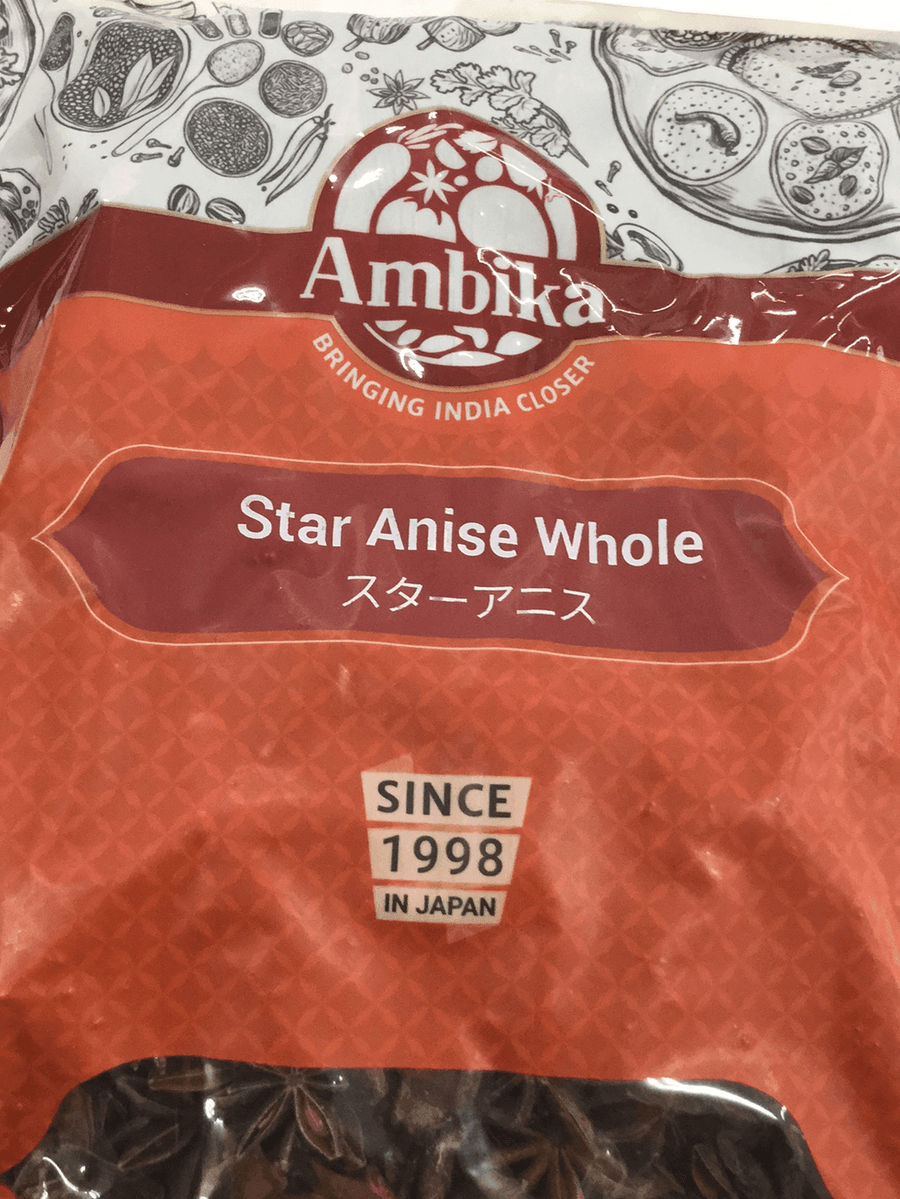 Ambika
BRINGING INDIA CLOSER
Star Anise Whole
スターアニス
SINCE
1998
IN JAPAN